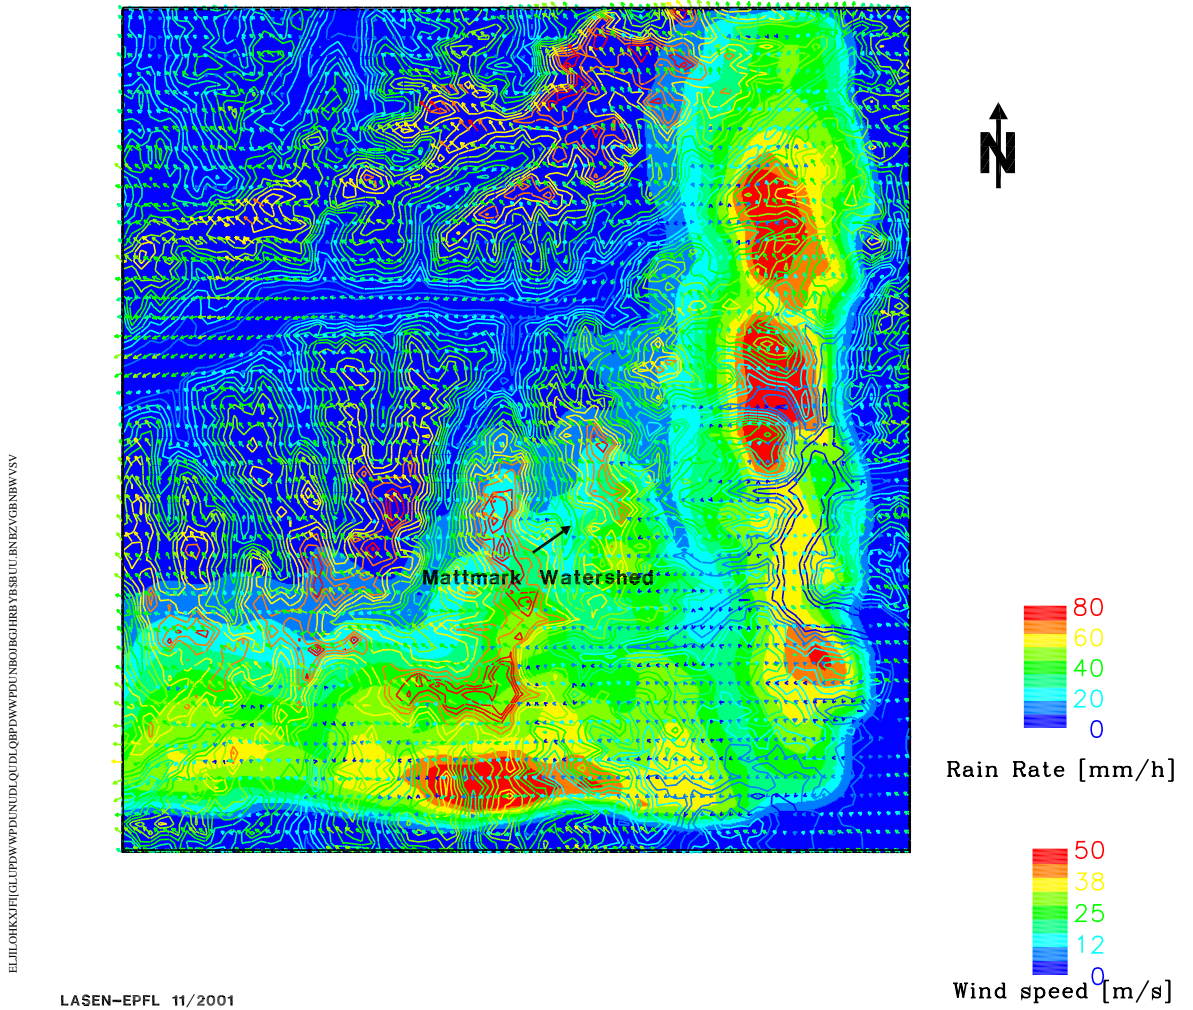 N
Mattmark Watershed
80
60
40
20
0
Rain Rate [mm/h]
50
38
25
12
0
Wind speed [m/s]
LASEN-EPFL 11/2001